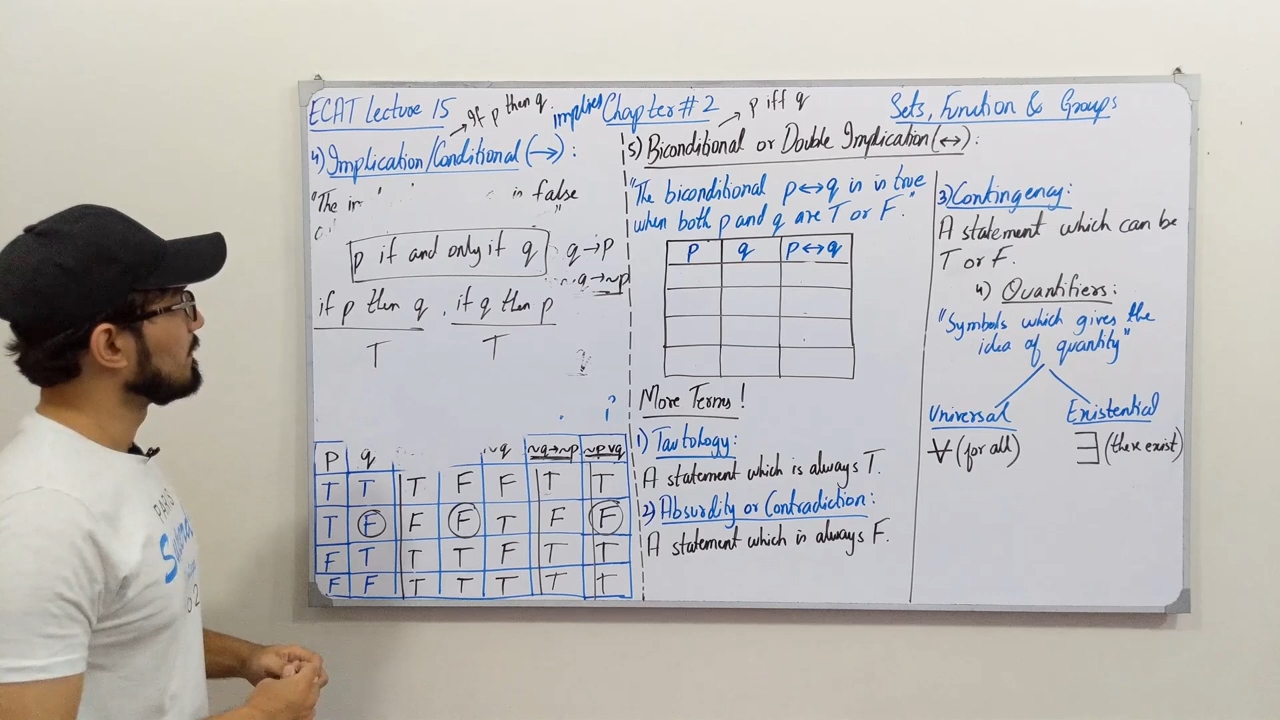 ECAT Lecture 15
Chapter # 2
Sets, Function & Groups
If p then q
implies
4) Implication/Conditional (→) :
"The in is false
"
p if and only if q
q→p
~q→~p
if p then q , if q then p
T T
p q ~q ~q→~p ~p∨q
T T T F F T T
T F F F T F F
F T T T F T T
F F T T T T T
p iff q
5) Biconditional or Double Implication (↔) :
"The biconditional p↔q is is true
when both p and q are T or F."
p q p↔q
More Terms !
1) Tautology:
A statement which is always T.
2) Absurdity or Contradiction:
A statement which is always F.
3) Contingency:
A statement which can be
T or F.
4) Quantifiers:
"Symbols which gives the
idea of quantity"
Universal Existential
∀ (for all) ∃ (there exist)
PARIS